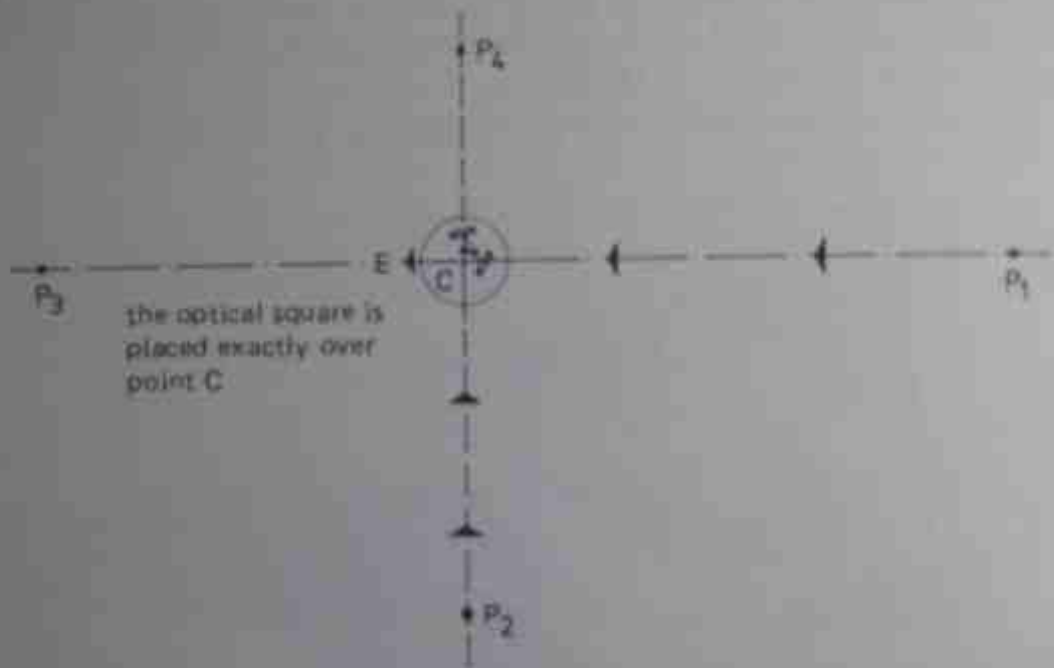 P4
E
C
P3
P1
the optical square is
placed exactly over
point C
P2